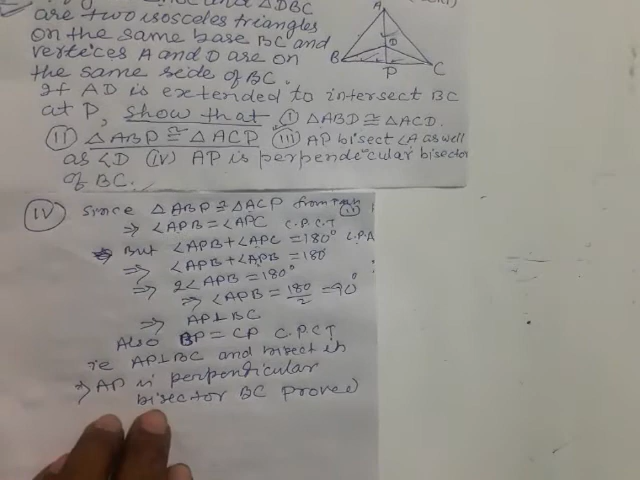 and △DBC
are two isosceles triangles
on the same base BC and
vertices A and D are on
the same side of BC.
If AD is extended to intersect BC
at P, show that (i) △ABD ≅ △ACD.
(ii) △ABP ≅ △ACP (iii) AP bisect ∠A as well
as ∠D (iv) AP is perpendecular bisector
of BC.
A
D
B
P
C
(iv) Since △ABP ≅ △ACP from
⇒ ∠APB = ∠APC C.P.C.T
But ∠APB + ∠APC = 180° L.P.A
⇒ ∠APB + ∠APB = 180
⇒ 2∠APB = 180°
⇒ ∠APB = 180/2 = 90°
⇒ AP⊥BC
Also BP = CP C.P.C.T
ie AP⊥BC and bisect it
⇒ AP is perpendicular
bisector BC proved